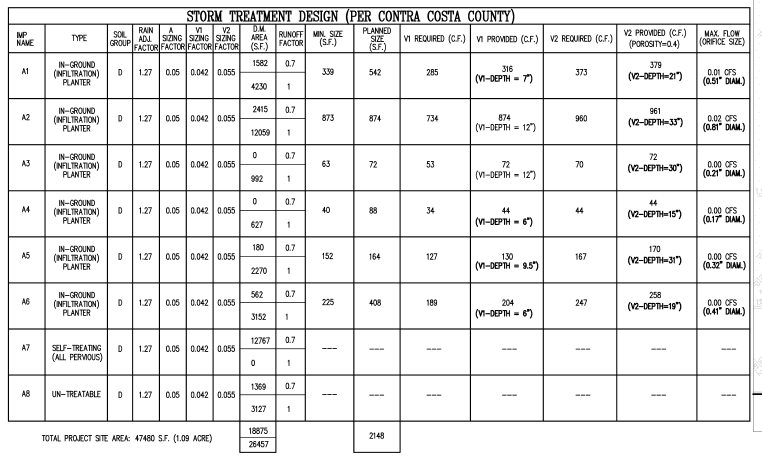 STORM TREATMENT DESIGN (PER CONTRA COSTA COUNTY)
IMP NAME | TYPE | SOIL GROUP | RAIN ADJ. FACTOR | A SIZING FACTOR | V1 SIZING FACTOR | V2 SIZING FACTOR | D.M. AREA (S.F.) | RUNOFF FACTOR | MIN. SIZE (S.F.) | PLANNED SIZE (S.F.) | V1 REQUIRED (C.F.) | V1 PROVIDED (C.F.) | V2 REQUIRED (C.F.) | V2 PROVIDED (C.F.) (POROSITY=0.4) | MAX. FLOW (ORIFICE SIZE)
A1 | IN-GROUND (INFILTRATION) PLANTER | D | 1.27 | 0.05 | 0.042 | 0.055 | 1582 | 0.7 | 339 | 542 | 285 | 316 (V1-DEPTH = 7") | 373 | 379 (V2-DEPTH=21") | 0.01 CFS (0.51" DIAM.)
4230 | 1
A2 | IN-GROUND (INFILTRATION) PLANTER | D | 1.27 | 0.05 | 0.042 | 0.055 | 2415 | 0.7 | 873 | 874 | 734 | 874 (V1-DEPTH = 12") | 960 | 961 (V2-DEPTH=33") | 0.02 CFS (0.81" DIAM.)
12059 | 1
A3 | IN-GROUND (INFILTRATION) PLANTER | D | 1.27 | 0.05 | 0.042 | 0.055 | 0 | 0.7 | 63 | 72 | 53 | 72 (V1-DEPTH = 12") | 70 | 72 (V2-DEPTH=30") | 0.00 CFS (0.21" DIAM.)
992 | 1
A4 | IN-GROUND (INFILTRATION) PLANTER | D | 1.27 | 0.05 | 0.042 | 0.055 | 0 | 0.7 | 40 | 88 | 34 | 44 (V1-DEPTH = 6") | 44 | 44 (V2-DEPTH=15") | 0.00 CFS (0.17" DIAM.)
627 | 1
A5 | IN-GROUND (INFILTRATION) PLANTER | D | 1.27 | 0.05 | 0.042 | 0.055 | 180 | 0.7 | 152 | 164 | 127 | 130 (V1-DEPTH = 9.5") | 167 | 170 (V2-DEPTH=31") | 0.00 CFS (0.32" DIAM.)
2270 | 1
A6 | IN-GROUND (INFILTRATION) PLANTER | D | 1.27 | 0.05 | 0.042 | 0.055 | 562 | 0.7 | 225 | 408 | 189 | 204 (V1-DEPTH = 6") | 247 | 258 (V2-DEPTH=19") | 0.00 CFS (0.41" DIAM.)
3152 | 1
A7 | SELF-TREATING (ALL PERVIOUS) | D | 1.27 | 0.05 | 0.042 | 0.055 | 12767 | 0.7 | --- | --- | --- | --- | --- | --- | ---
0 | 1
A8 | UN-TREATABLE | D | 1.27 | 0.05 | 0.042 | 0.055 | 1369 | 0.7 | --- | --- | --- | --- | --- | --- | ---
3127 | 1
TOTAL PROJECT SITE AREA: 47480 S.F. (1.09 ACRE) | 18875 | 2148
26457